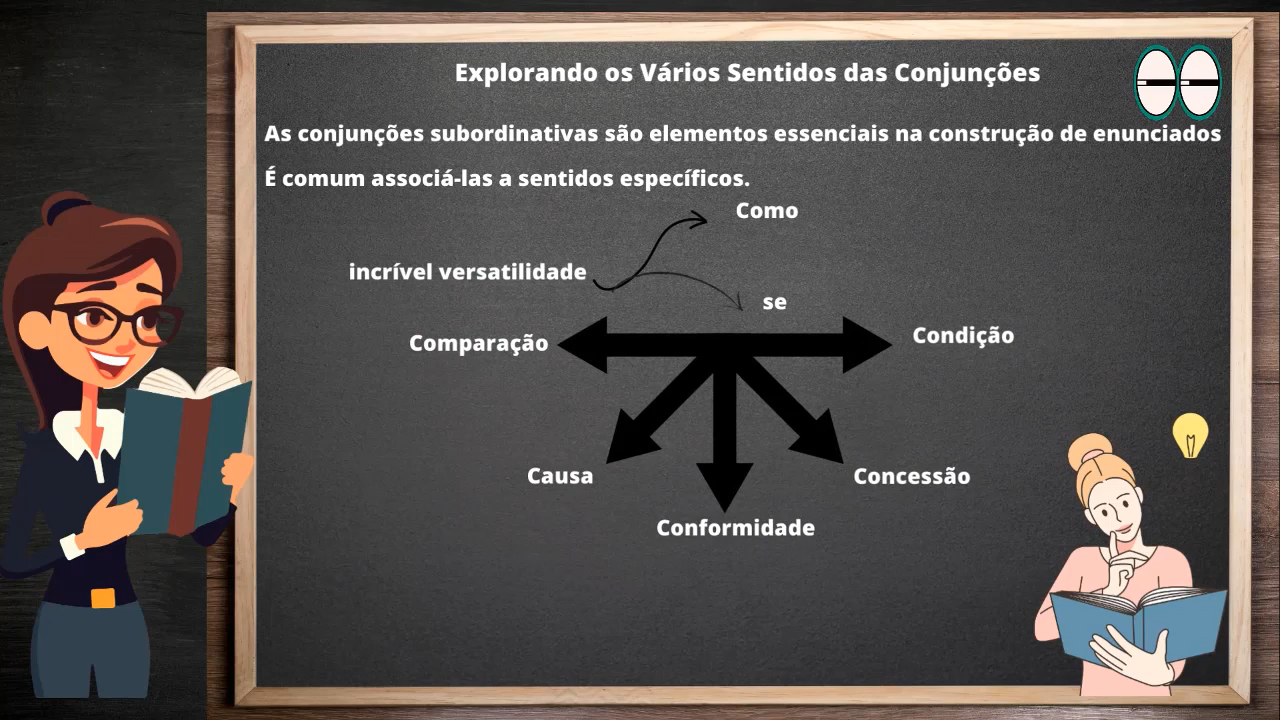 Explorando os Vários Sentidos das Conjunções
As conjunções subordinativas são elementos essenciais na construção de enunciados
É comum associá-las a sentidos específicos.
Como
incrível versatilidade
se
Comparação
Condição
Causa
Concessão
Conformidade